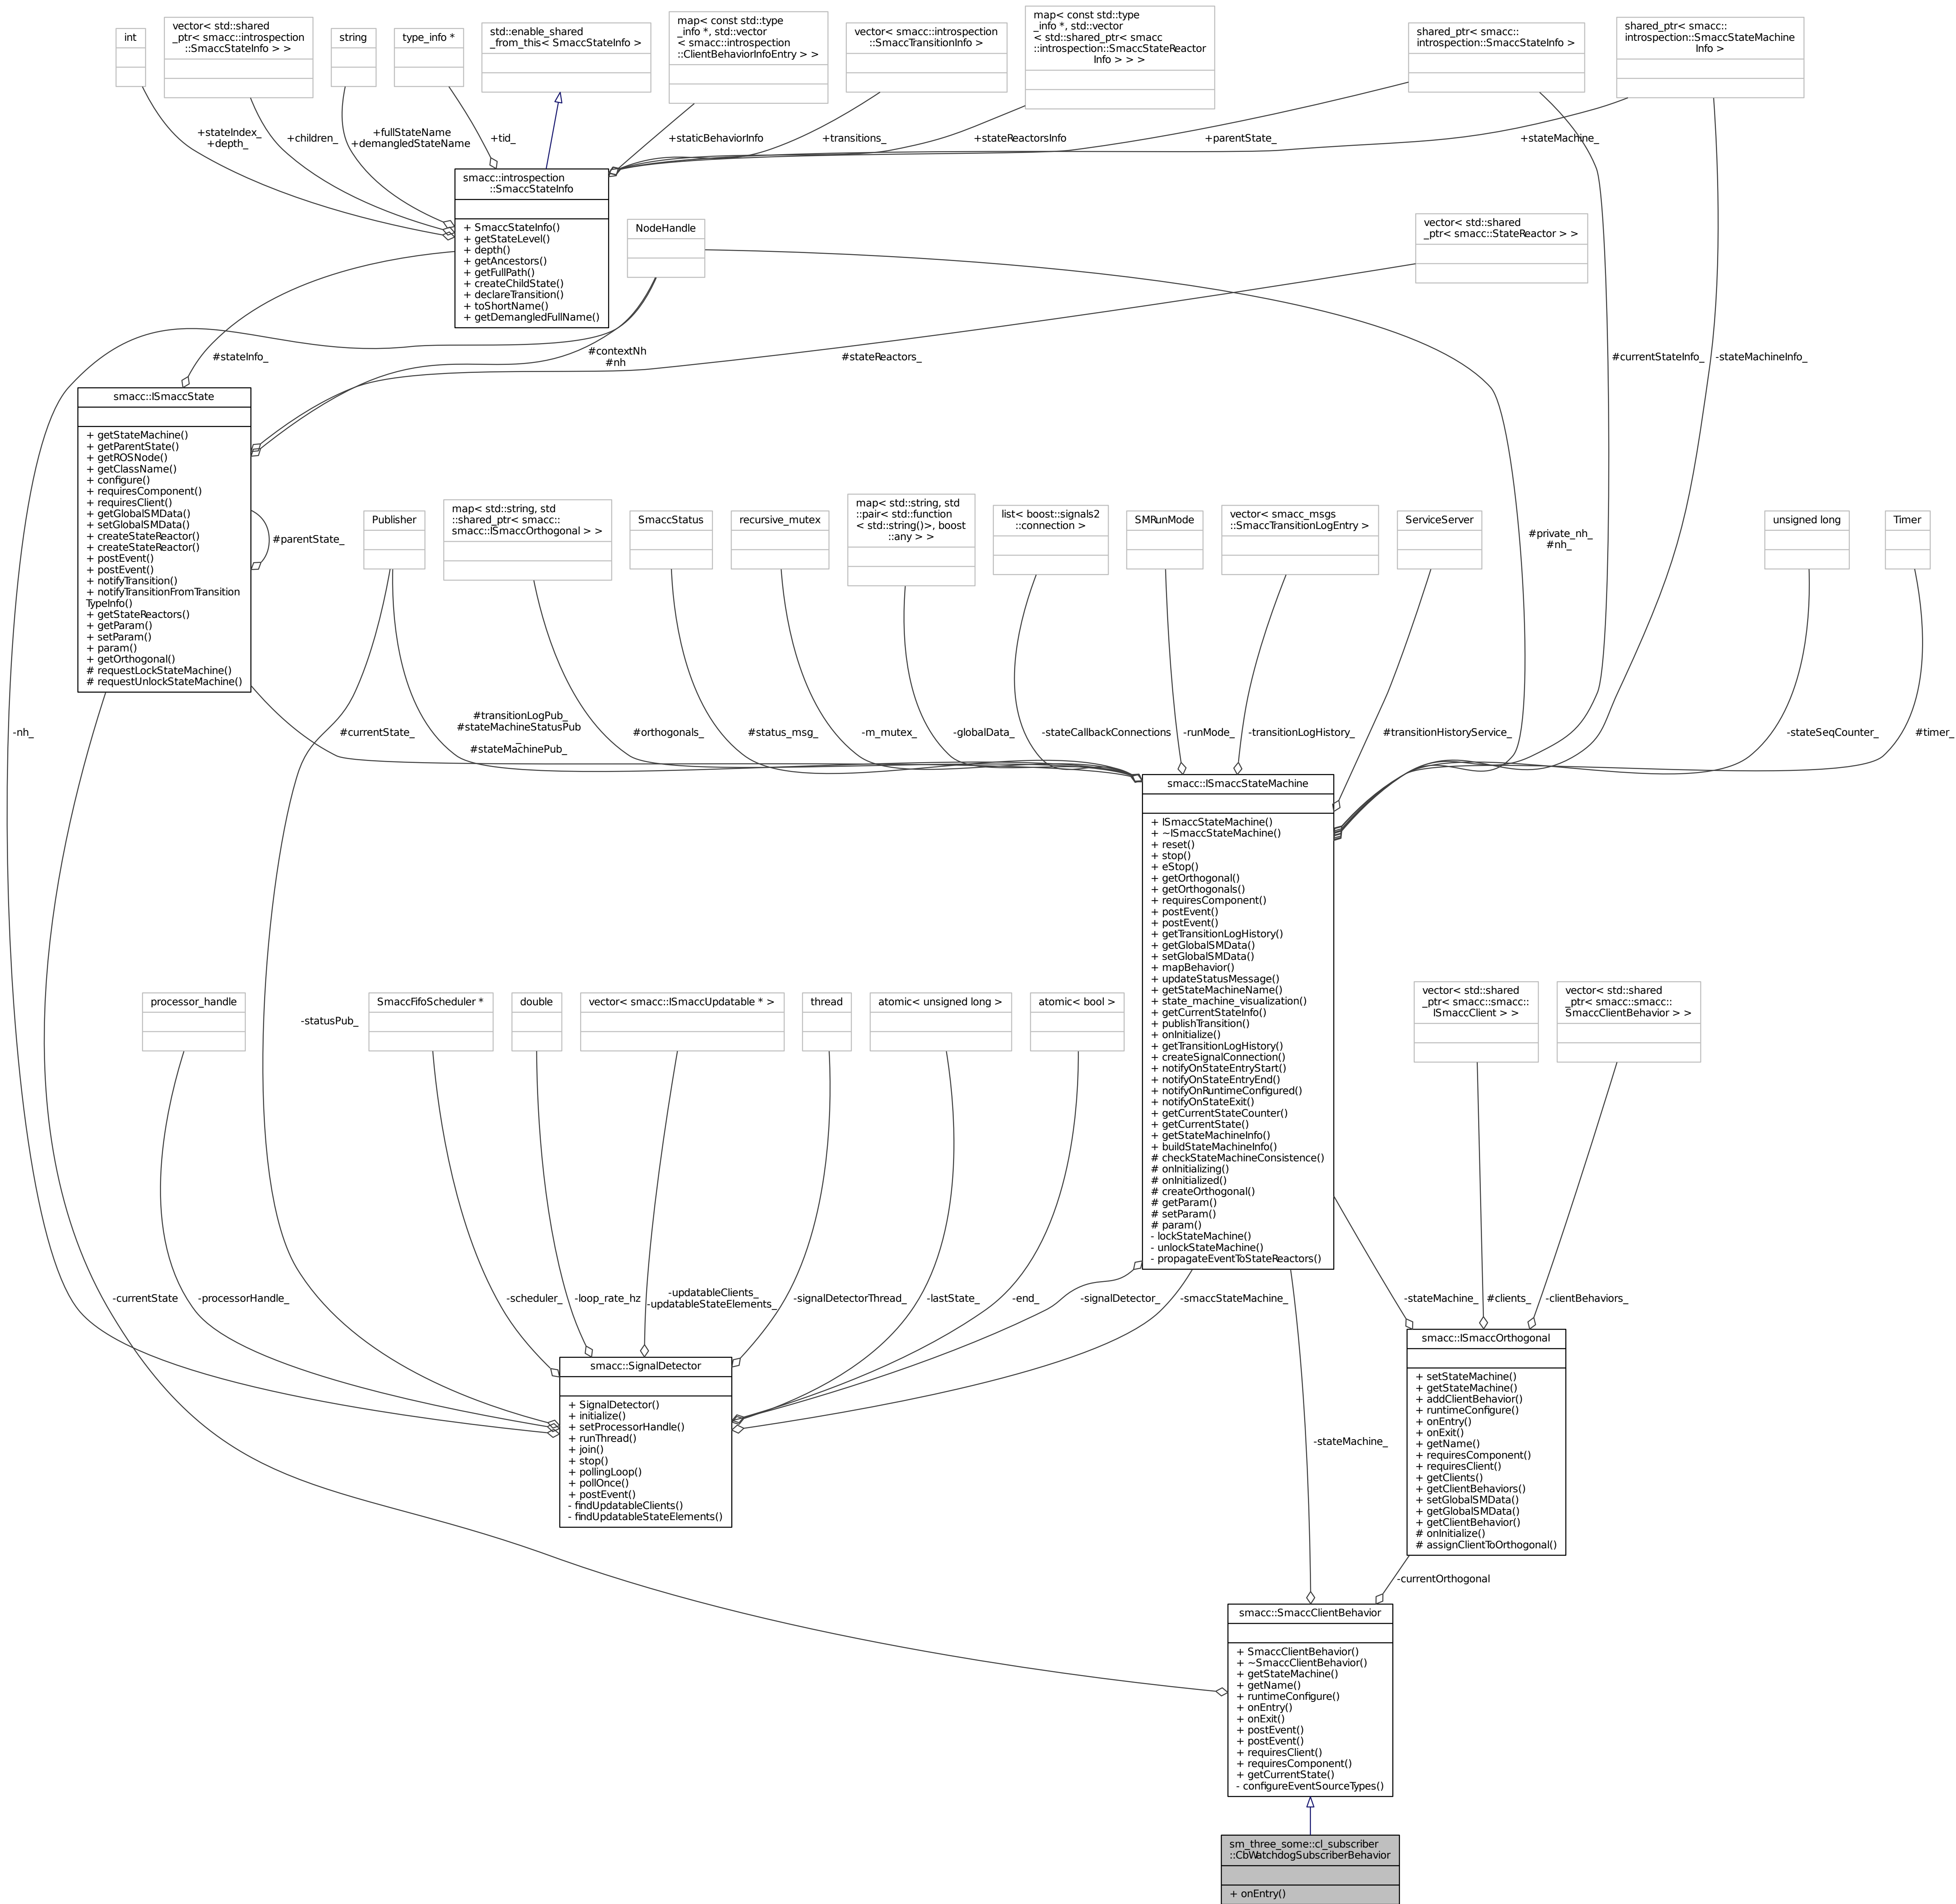 int
vector< std::shared
_ptr< smacc::introspection
::SmaccStateInfo > >
string
type_info *
std::enable_shared
_from_this< SmaccStateInfo >
map< const std::type
_info *, std::vector
< smacc::introspection
::ClientBehaviorInfoEntry > >
vector< smacc::introspection
::SmaccTransitionInfo >
map< const std::type
_info *, std::vector
< std::shared_ptr< smacc
::introspection::SmaccStateReactor
Info > > >
shared_ptr< smacc::
introspection::SmaccStateInfo >
shared_ptr< smacc::
introspection::SmaccStateMachine
Info >
+stateIndex_
+depth_
+children_
+fullStateName
+demangledStateName
+tid_
+staticBehaviorInfo
+transitions_
+stateReactorsInfo
+parentState_
+stateMachine_
smacc::introspection
::SmaccStateInfo
+ SmaccStateInfo()
+ getStateLevel()
+ depth()
+ getAncestors()
+ getFullPath()
+ createChildState()
+ declareTransition()
+ toShortName()
+ getDemangledFullName()
NodeHandle
vector< std::shared
_ptr< smacc::StateReactor > >
#stateInfo_
#contextNh
#nh
#stateReactors_
#currentStateInfo_
-stateMachineInfo_
smacc::ISmaccState
+ getStateMachine()
+ getParentState()
+ getROSNode()
+ getClassName()
+ configure()
+ requiresComponent()
+ requiresClient()
+ getGlobalSMData()
+ setGlobalSMData()
+ createStateReactor()
+ createStateReactor()
+ postEvent()
+ postEvent()
+ notifyTransition()
+ notifyTransitionFromTransition
TypeInfo()
+ getStateReactors()
+ getParam()
+ setParam()
+ param()
+ getOrthogonal()
# requestLockStateMachine()
# requestUnlockStateMachine()
#parentState_
Publisher
map< std::string, std
::shared_ptr< smacc::
smacc::ISmaccOrthogonal > >
SmaccStatus
recursive_mutex
map< std::string, std
::pair< std::function
< std::string()>, boost
::any > >
list< boost::signals2
::connection >
SMRunMode
vector< smacc_msgs
::SmaccTransitionLogEntry >
ServiceServer
#private_nh_
#nh_
unsigned long
Timer
-nh_
#currentState_
#transitionLogPub_
#stateMachineStatusPub
_
#stateMachinePub_
#orthogonals_
#status_msg_
-m_mutex_
-globalData_
-stateCallbackConnections
-runMode_
-transitionLogHistory_
#transitionHistoryService_
-stateSeqCounter_
#timer_
smacc::ISmaccStateMachine
+ ISmaccStateMachine()
+ ~ISmaccStateMachine()
+ reset()
+ stop()
+ eStop()
+ getOrthogonal()
+ getOrthogonals()
+ requiresComponent()
+ postEvent()
+ postEvent()
+ getTransitionLogHistory()
+ getGlobalSMData()
+ setGlobalSMData()
+ mapBehavior()
+ updateStatusMessage()
+ getStateMachineName()
+ state_machine_visualization()
+ getCurrentStateInfo()
+ publishTransition()
+ onInitialize()
+ getTransitionLogHistory()
+ createSignalConnection()
+ notifyOnStateEntryStart()
+ notifyOnStateEntryEnd()
+ notifyOnRuntimeConfigured()
+ notifyOnStateExit()
+ getCurrentStateCounter()
+ getCurrentState()
+ getStateMachineInfo()
+ buildStateMachineInfo()
# checkStateMachineConsistence()
# onInitializing()
# onInitialized()
# createOrthogonal()
# getParam()
# setParam()
# param()
- lockStateMachine()
- unlockStateMachine()
- propagateEventToStateReactors()
processor_handle
-statusPub_
SmaccFifoScheduler *
double
vector< smacc::ISmaccUpdatable * >
thread
atomic< unsigned long >
atomic< bool >
vector< std::shared
_ptr< smacc::smacc::
ISmaccClient > >
vector< std::shared
_ptr< smacc::smacc::
SmaccClientBehavior > >
-currentState
-processorHandle_
-scheduler_
-loop_rate_hz
-updatableClients_
-updatableStateElements_
-signalDetectorThread_
-lastState_
-end_
-signalDetector_
-smaccStateMachine_
-stateMachine_
#clients_
-clientBehaviors_
smacc::SignalDetector
+ SignalDetector()
+ initialize()
+ setProcessorHandle()
+ runThread()
+ join()
+ stop()
+ pollingLoop()
+ pollOnce()
+ postEvent()
- findUpdatableClients()
- findUpdatableStateElements()
smacc::ISmaccOrthogonal
+ setStateMachine()
+ getStateMachine()
+ addClientBehavior()
+ runtimeConfigure()
+ onEntry()
+ onExit()
+ getName()
+ requiresComponent()
+ requiresClient()
+ getClients()
+ getClientBehaviors()
+ setGlobalSMData()
+ getGlobalSMData()
+ getClientBehavior()
# onInitialize()
# assignClientToOrthogonal()
-stateMachine_
-currentOrthogonal
smacc::SmaccClientBehavior
+ SmaccClientBehavior()
+ ~SmaccClientBehavior()
+ getStateMachine()
+ getName()
+ runtimeConfigure()
+ onEntry()
+ onExit()
+ postEvent()
+ postEvent()
+ requiresClient()
+ requiresComponent()
+ getCurrentState()
- configureEventSourceTypes()
sm_three_some::cl_subscriber
::CbWatchdogSubscriberBehavior
+ onEntry()